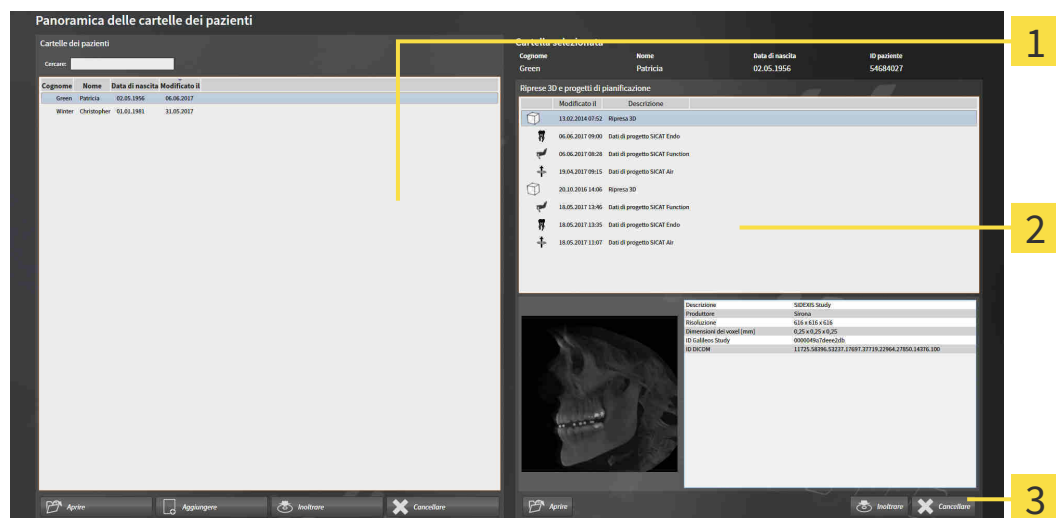 Panoramica delle cartelle dei pazienti
Cartelle dei pazienti
Cercare:
Cognome Nome Data di nascita Modificato il
Green Patricia 02.05.1956 06.06.2017
Winter Christopher 01.01.1981 31.05.2017
Aprire Aggiungere Inoltrare Cancellare
Cartella selezionata
Cognome Nome Data di nascita ID paziente
Green Patricia 02.05.1956 54684027
Riprese 3D e progetti di pianificazione
Modificato il Descrizione
13.02.2014 07:52 Ripresa 3D
06.06.2017 09:00 Dati di progetto SICAT Endo
06.06.2017 08:28 Dati di progetto SICAT Function
19.04.2017 09:15 Dati di progetto SICAT Air
20.10.2016 14:06 Ripresa 3D
18.05.2017 13:46 Dati di progetto SICAT Function
18.05.2017 13:35 Dati di progetto SICAT Endo
18.05.2017 13:07 Dati di progetto SICAT Air
Descrizione SIDEXIS Study
Produttore Sirona
Risoluzione 616 x 616 x 616
Dimensioni dei voxel [mm] 0,25 x 0,25 x 0,25
ID Galileos Study 0000049a7deee2db
ID DICOM 11725.58396.53237.17697.37719.22964.27850.14376.100
Aprire Inoltrare Cancellare
1
2
3